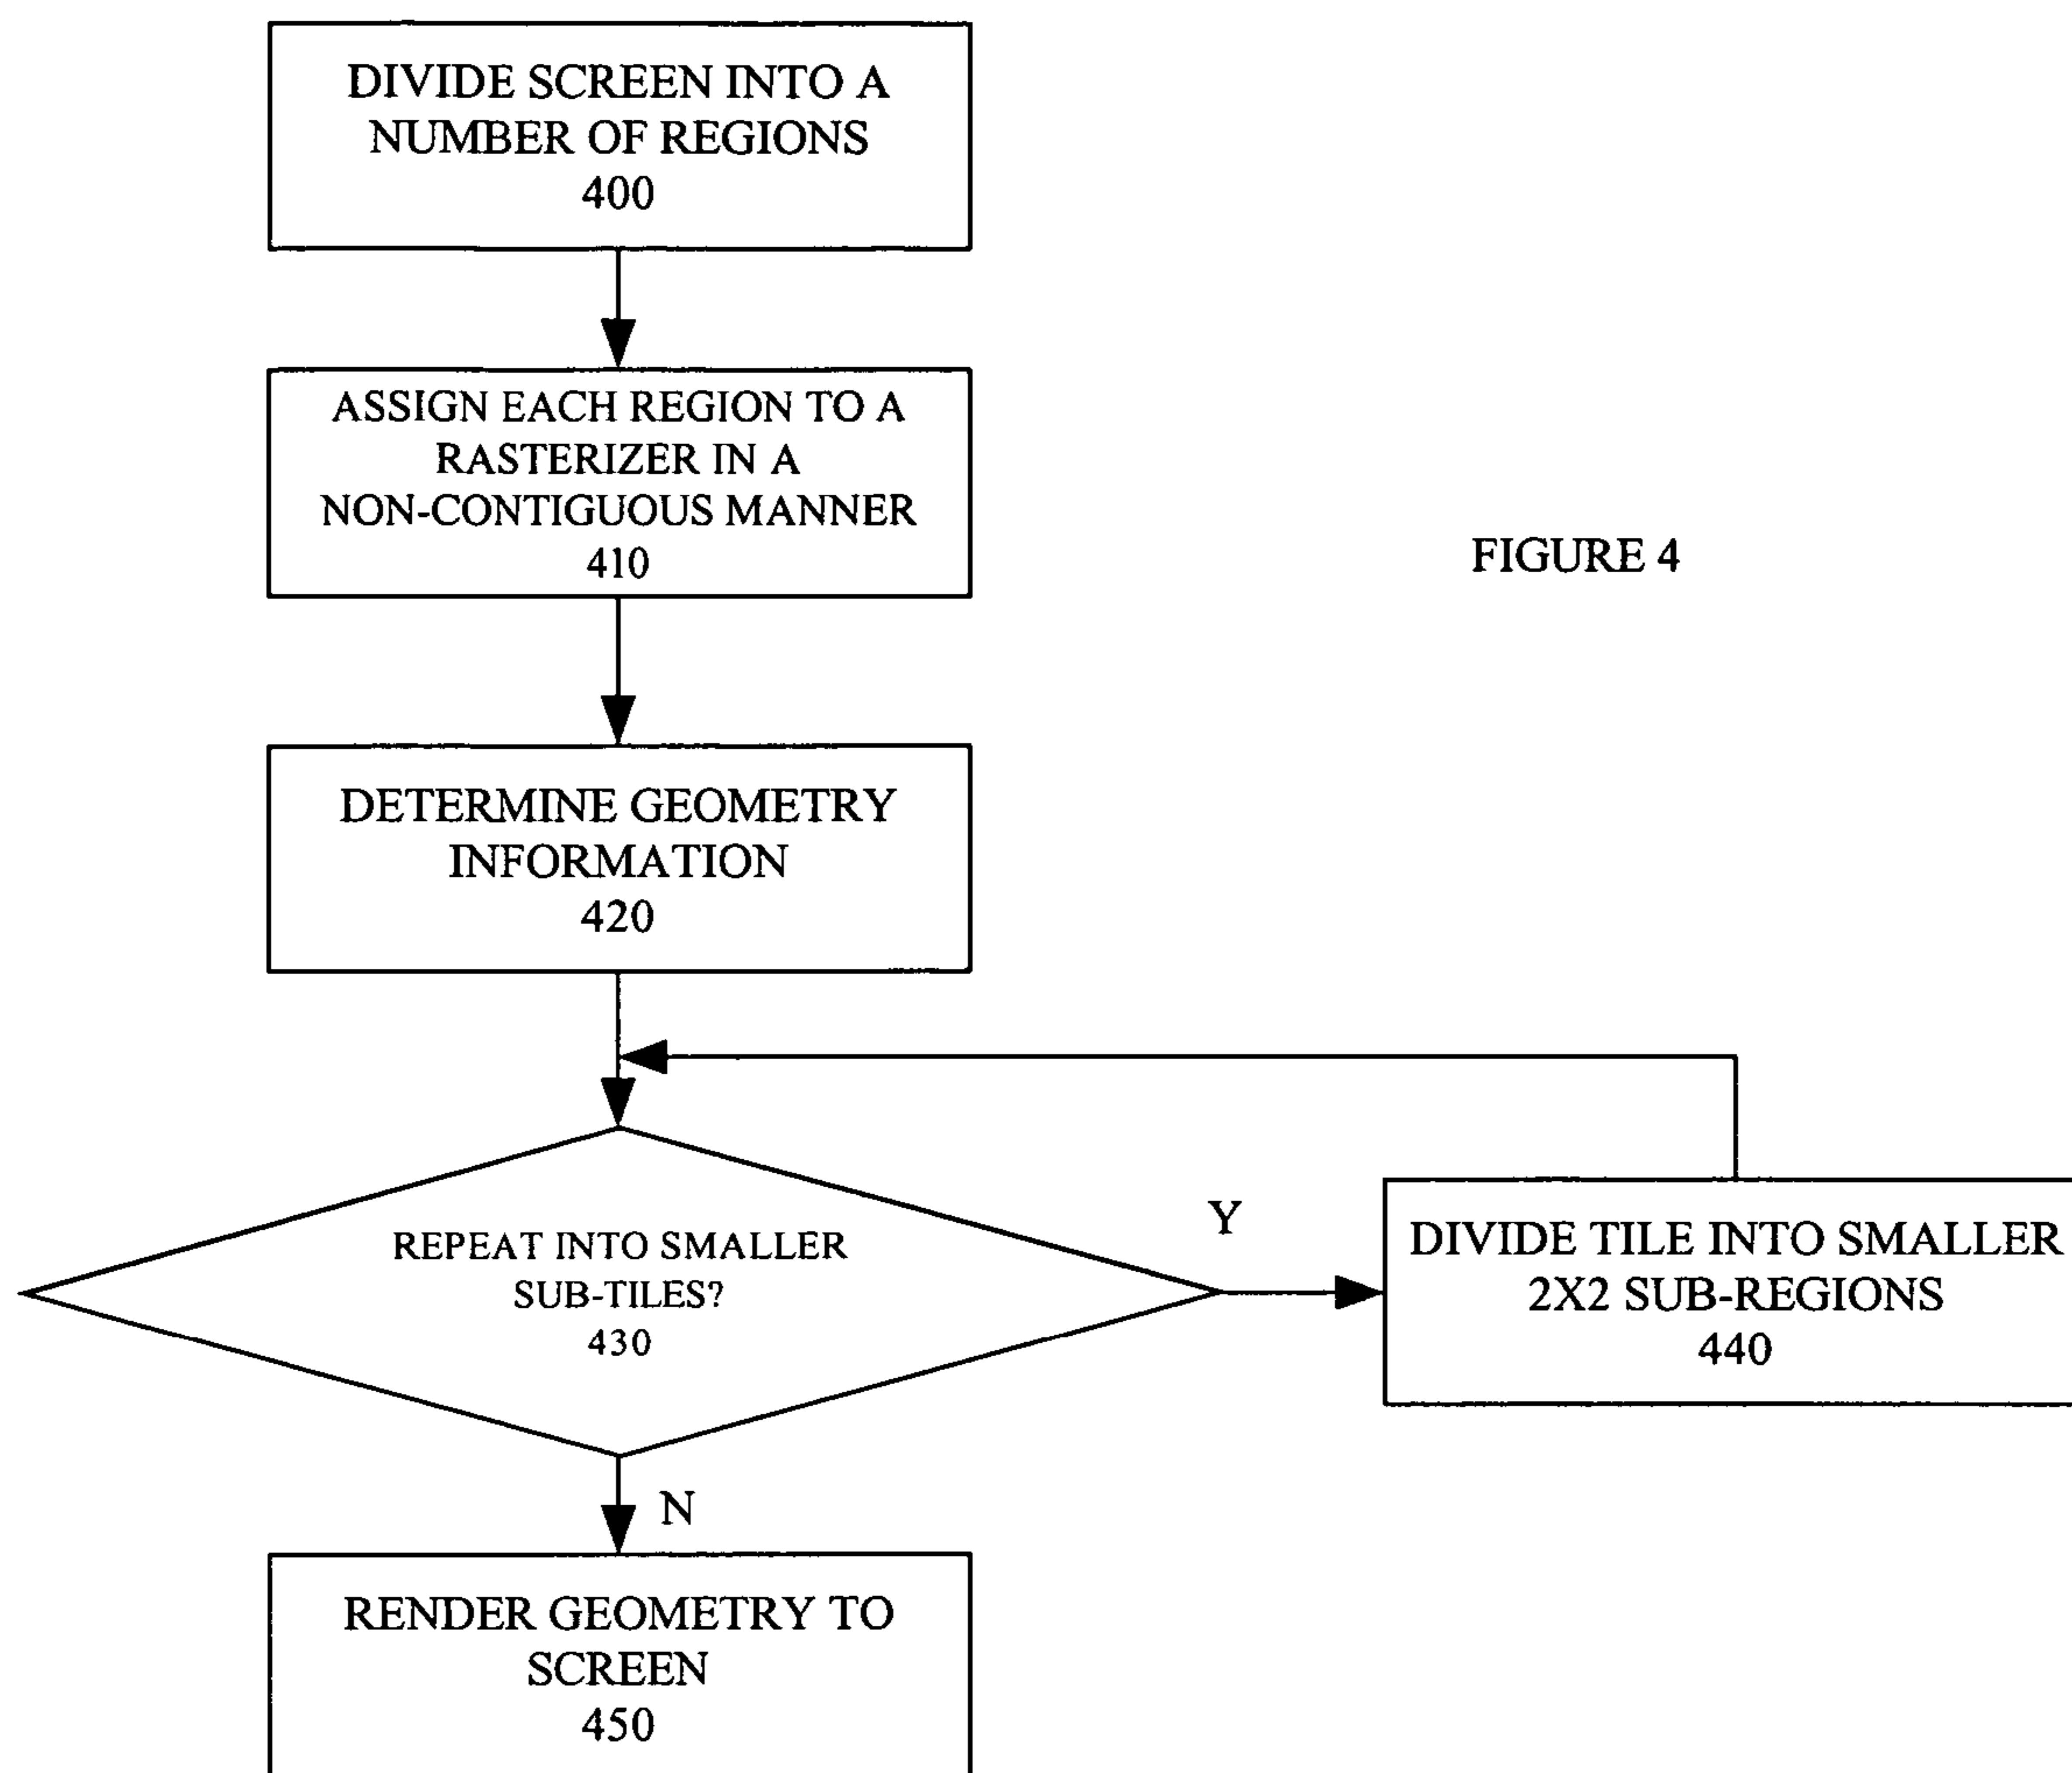 DIVIDE SCREEN INTO A
NUMBER OF REGIONS
400
ASSIGN EACH REGION TO A
RASTERIZER IN A
NON-CONTIGUOUS MANNER
410
FIGURE 4
DETERMINE GEOMETRY
INFORMATION
420
REPEAT INTO SMALLER
SUB-TILES?
430
Y
DIVIDE TILE INTO SMALLER
2X2 SUB-REGIONS
440
N
RENDER GEOMETRY TO
SCREEN
450